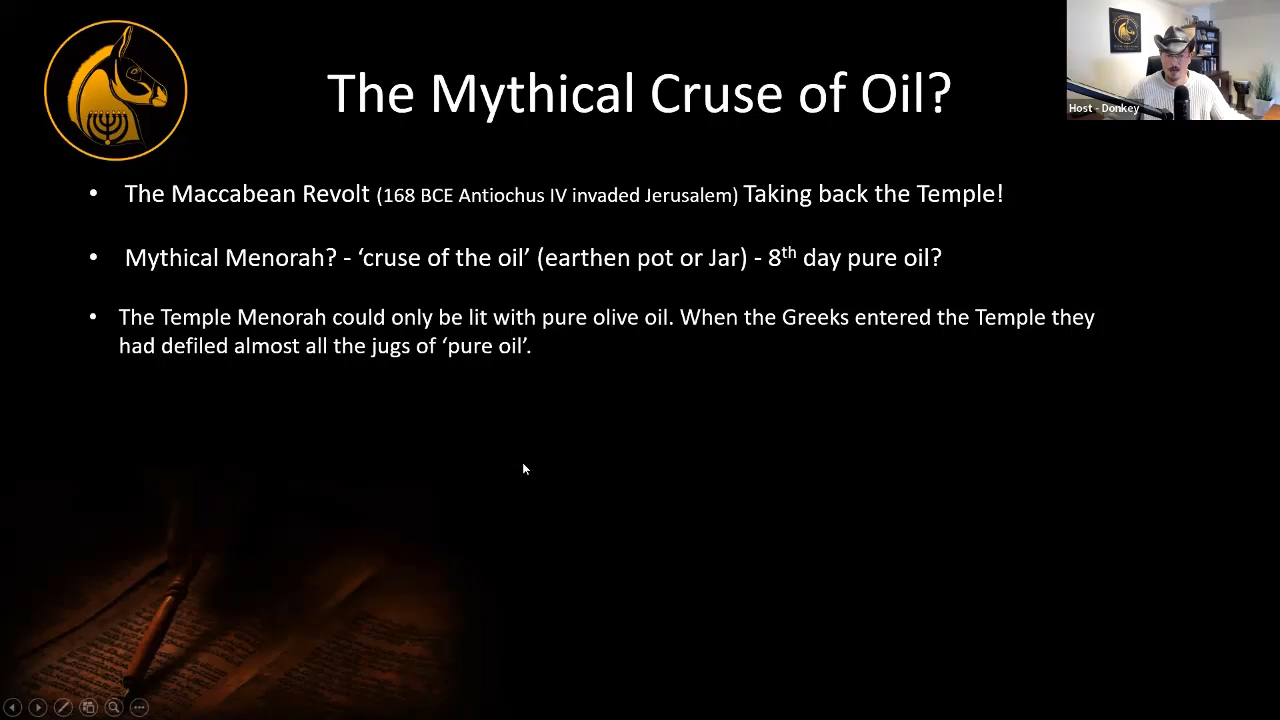 The Mythical Cruse of Oil?
Host - Donkey
• The Maccabean Revolt (168 BCE Antiochus IV invaded Jerusalem) Taking back the Temple!
• Mythical Menorah? - ‘cruse of the oil’ (earthen pot or Jar) - 8th day pure oil?
• The Temple Menorah could only be lit with pure olive oil. When the Greeks entered the Temple they
had defiled almost all the jugs of ‘pure oil’.